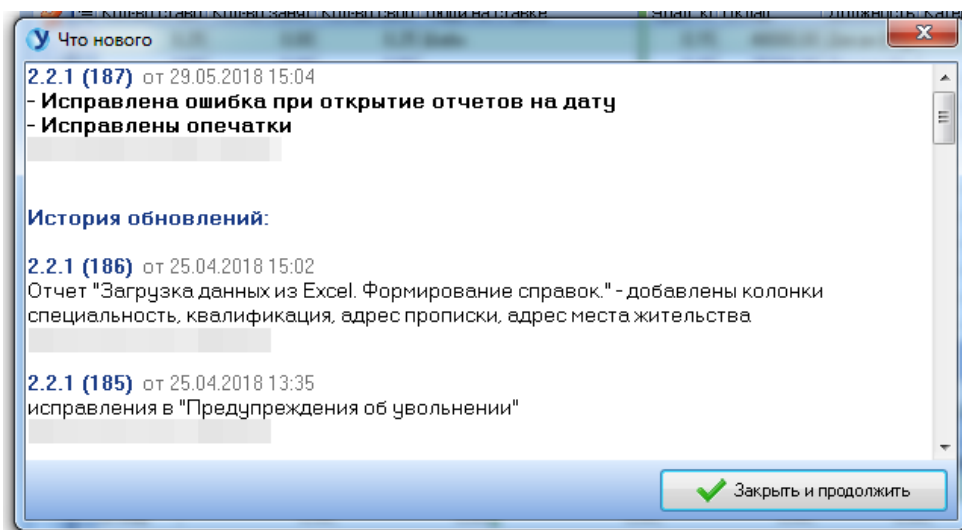 Что нового
2.2.1 (187) от 29.05.2018 15:04
- Исправлена ошибка при открытие отчетов на дату
- Исправлены опечатки
История обновлений:
2.2.1 (186) от 25.04.2018 15:02
Отчет "Загрузка данных из Excel. Формирование справок." - добавлены колонки
специальность, квалификация, адрес прописки, адрес места жительства
2.2.1 (185) от 25.04.2018 13:35
исправления в "Предупреждения об увольнении"
Закрыть и продолжить